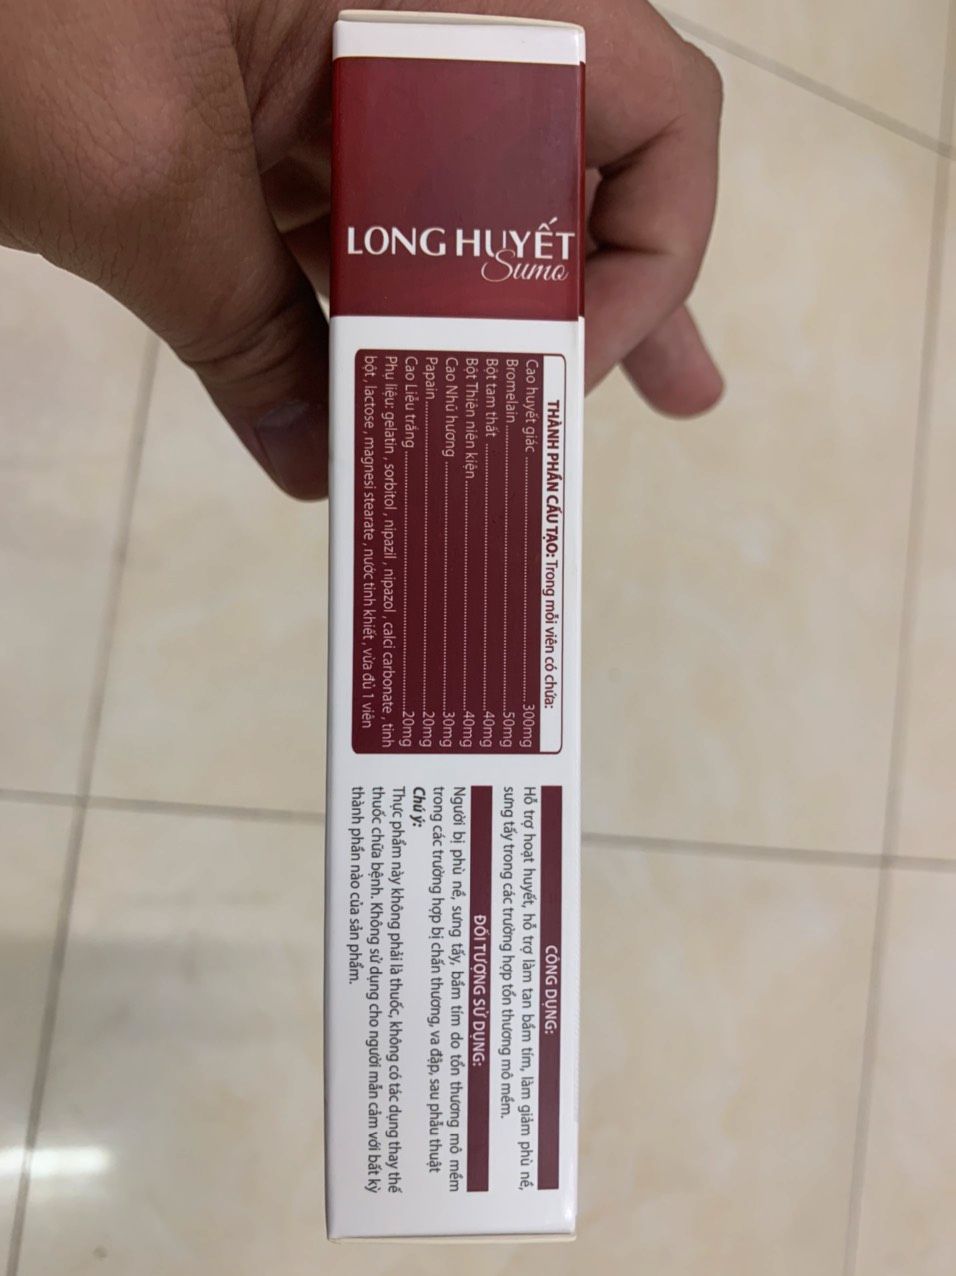 LONG HUYẾT
Sumo
THÀNH PHẦN CẤU TẠO: Trong mỗi viên có chứa:
Cao huyết giác ........ 300mg
Bromelain ........ 50mg
Bột tam thất ........ 40mg
Bột Thiên niên kiện ........ 40mg
Cao Nhũ hương ........ 30mg
Papain ........ 20mg
Cao Liễu trắng ........ 20mg
Phụ liệu: gelatin , sorbitol , nipazil , nipazol , calci carbonate , tinh
bột , lactose , magnesi stearate , nước tinh khiết , vừa đủ 1 viên
CÔNG DỤNG:
Hỗ trợ hoạt huyết, hỗ trợ làm tan bầm tím, làm giảm phù nề,
sưng tấy trong các trường hợp tổn thương mô mềm.
ĐỐI TƯỢNG SỬ DỤNG:
Người bị phù nề, sưng tấy, bầm tím do tổn thương mô mềm
trong các trường hợp bị chấn thương, va đập, sau phẫu thuật
Chú ý:
Thực phẩm này không phải là thuốc, không có tác dụng thay thế
thuốc chữa bệnh. Không sử dụng cho người mẫn cảm với bất kỳ
thành phần nào của sản phẩm.